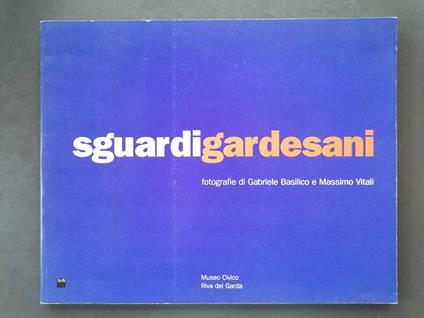 sguardigardesani
fotografie di Gabriele Basilico e Massimo Vitali
Museo Civico
Riva del Garda